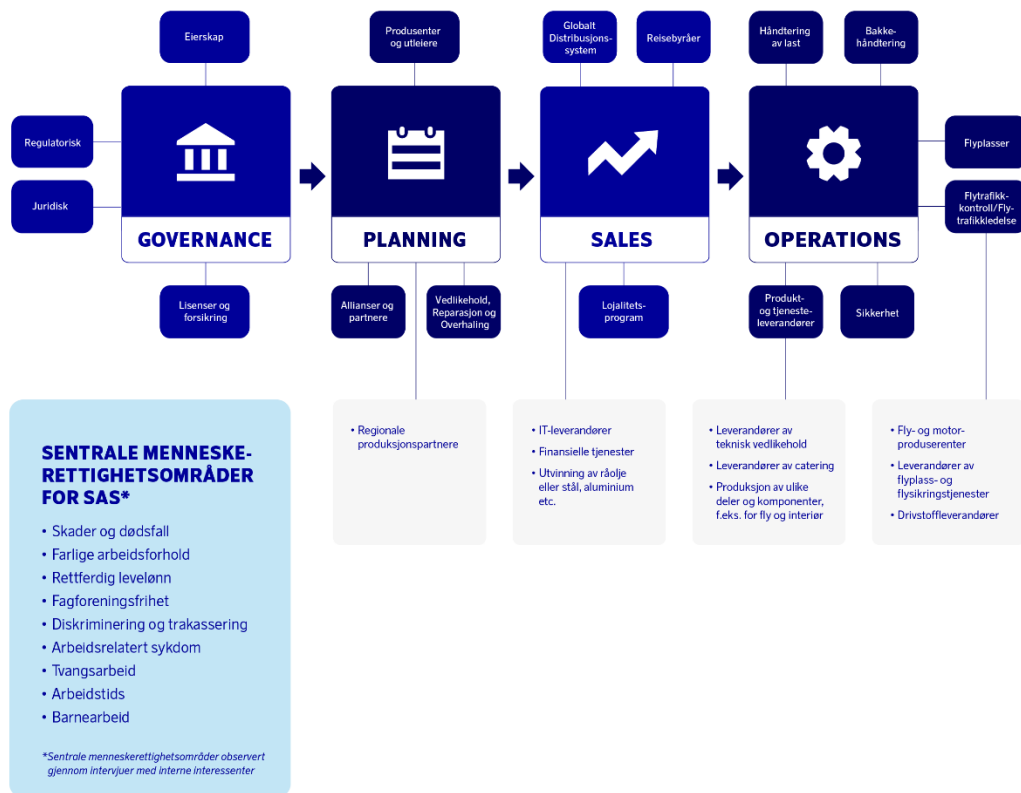 Eierskap
Produsenter
og utleiere
Globalt
Distribusjons-
system
Reisebyråer
Håndtering
av last
Bakke-
håndtering
Regulatorisk
Juridisk
Flyplasser
Flytrafikk-
kontroll/Fly-
trafikkledelse
GOVERNANCE
PLANNING
SALES
OPERATIONS
Lisenser og
forsikring
Allianser og
partnere
Vedlikehold,
Reparasjon og
Overhaling
Lojalitets-
program
Produkt-
og tjeneste-
leverandører
Sikkerhet
SENTRALE MENNESKE-
RETTIGHETSOMRÅDER
FOR SAS*
• Skader og dødsfall
• Farlige arbeidsforhold
• Rettferdig levelønn
• Fagforeningsfrihet
• Diskriminering og trakassering
• Arbeidsrelatert sykdom
• Tvangsarbeid
• Arbeidstids
• Barnearbeid
*Sentrale menneskerettighetsområder observert
gjennom intervjuer med interne interessenter
• Regionale
produksjonspartnere
• IT-leverandører
• Finansielle tjenester
• Utvinning av råolje
eller stål, aluminium
etc.
• Leverandører av
teknisk vedlikehold
• Leverandører av catering
• Produksjon av ulike
deler og komponenter,
f.eks. for fly og interiør
• Fly- og motor-
produserenter
• Leverandører av
flyplass- og
flysikringstjenester
• Drivstoffleverandører